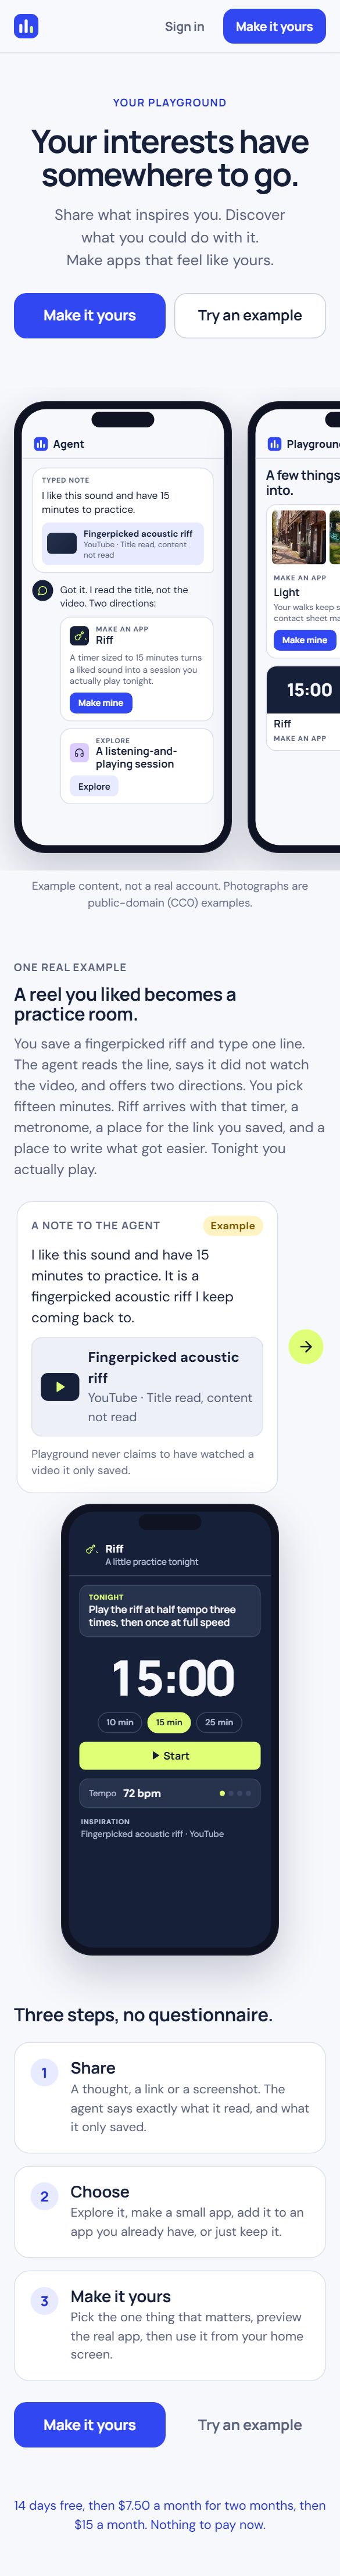 Sign in
Make it yours
YOUR PLAYGROUND
Your interests have
somewhere to go.
Share what inspires you. Discover
what you could do with it.
Make apps that feel like yours.
Make it yours
Try an example
Agent
TYPED NOTE
I like this sound and have 15
minutes to practice.
Fingerpicked acoustic riff
YouTube · Title read, content
not read
Got it. I read the title, not the
video. Two directions:
MAKE AN APP
Riff
A timer sized to 15 minutes turns
a liked sound into a session you
actually play tonight.
Make mine
EXPLORE
A listening-and-
playing session
Explore
Playground
A few things
into.
MAKE AN APP
Light
Your walks keep s
contact sheet ma
Make mine
15:00
Riff
MAKE AN APP
Example content, not a real account. Photographs are
public-domain (CC0) examples.
ONE REAL EXAMPLE
A reel you liked becomes a
practice room.
You save a fingerpicked riff and type one line.
The agent reads the line, says it did not watch
the video, and offers two directions. You pick
fifteen minutes. Riff arrives with that timer, a
metronome, a place for the link you saved, and a
place to write what got easier. Tonight you
actually play.
A NOTE TO THE AGENT
Example
I like this sound and have 15
minutes to practice. It is a
fingerpicked acoustic riff I keep
coming back to.
Fingerpicked acoustic
riff
YouTube · Title read, content
not read
Playground never claims to have watched a
video it only saved.
Riff
A little practice tonight
TONIGHT
Play the riff at half tempo three
times, then once at full speed
15:00
10 min
15 min
25 min
Start
Tempo 72 bpm
INSPIRATION
Fingerpicked acoustic riff · YouTube
Three steps, no questionnaire.
1
Share
A thought, a link or a screenshot. The
agent says exactly what it read, and what
it only saved.
2
Choose
Explore it, make a small app, add it to an
app you already have, or just keep it.
3
Make it yours
Pick the one thing that matters, preview
the real app, then use it from your home
screen.
Make it yours
Try an example
14 days free, then $7.50 a month for two months, then
$15 a month. Nothing to pay now.